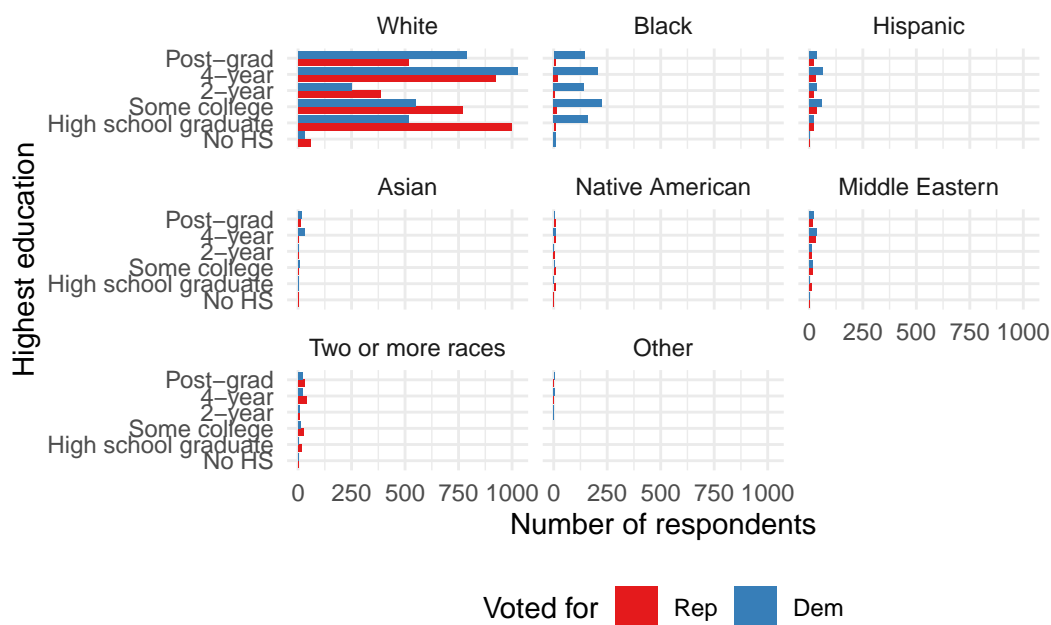 White Black Hispanic
Post-grad
4-year
2-year
Some college
High school graduate
No HS
Asian Native American Middle Eastern
Post-grad
4-year
2-year
Some college
High school graduate
No HS
0 250 500 750 1000
Two or more races Other
Post-grad
4-year
2-year
Some college
High school graduate
No HS
0 250 500 750 1000 0 250 500 750 1000
Number of respondents
Highest education
Voted for Rep Dem